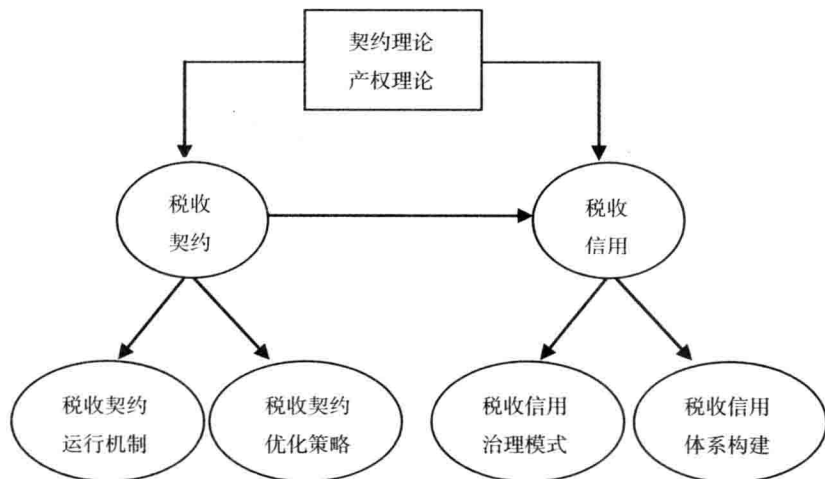 契约理论
产权理论
税收
契约
税收
信用
税收契约
运行机制
税收契约
优化策略
税收信用
治理模式
税收信用
体系构建